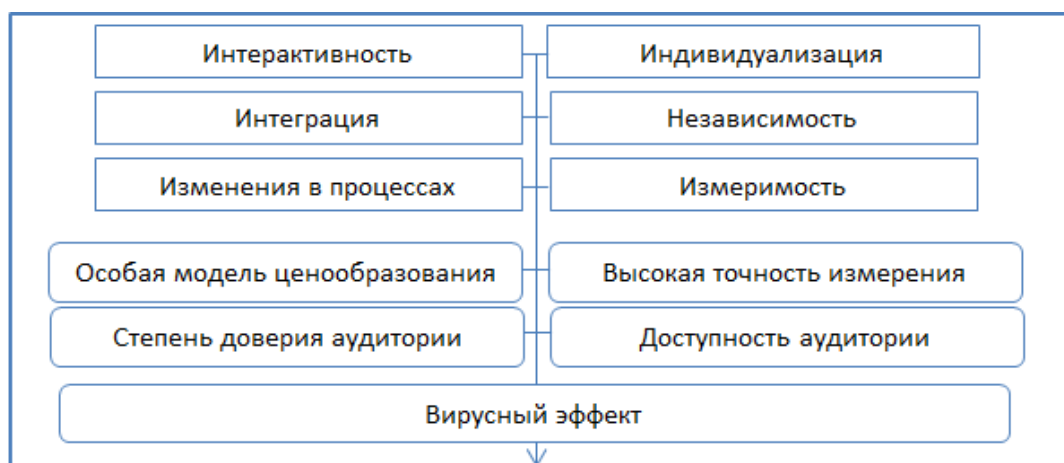 Интерактивность
Индивидуализация
Интеграция
Независимость
Изменения в процессах
Измеримость
Особая модель ценообразования
Высокая точность измерения
Степень доверия аудитории
Доступность аудитории
Вирусный эффект